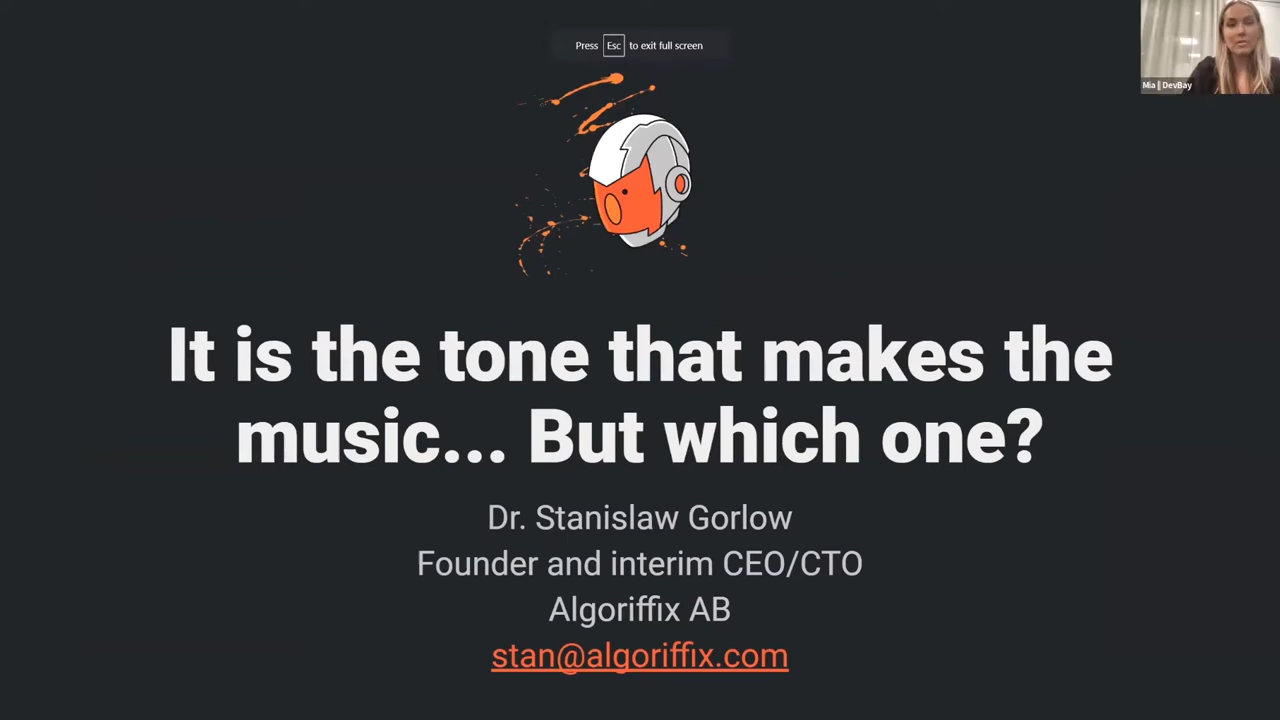 Press Esc to exit full screen
Mia | DevBay
It is the tone that makes the
music... But which one?
Dr. Stanislaw Gorlow
Founder and interim CEO/CTO
Algoriffix AB
stan@algoriffix.com